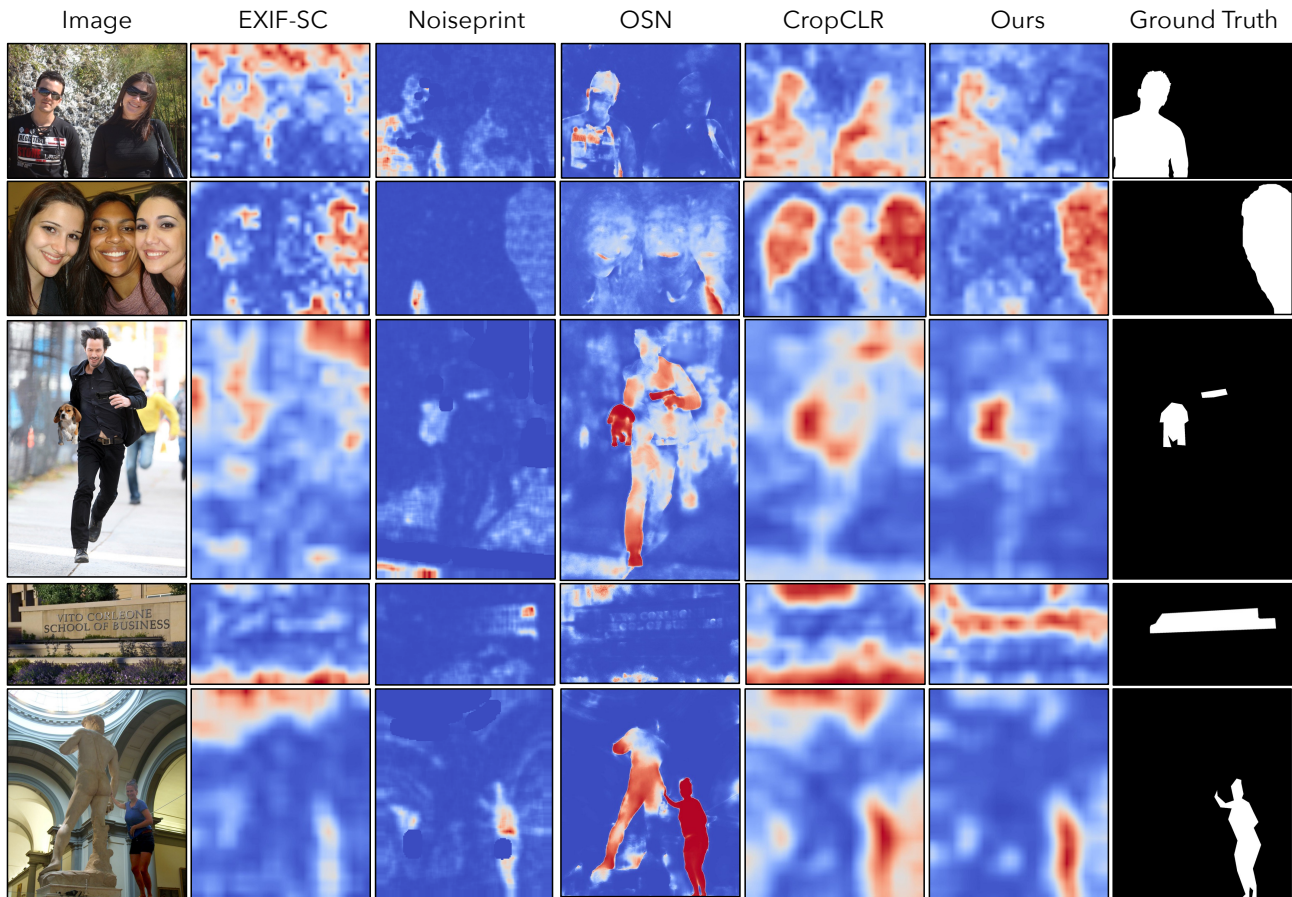 Image EXIF-SC Noiseprint OSN CropCLR Ours Ground Truth
VITO CORLEONE
SCHOOL OF BUSINESS